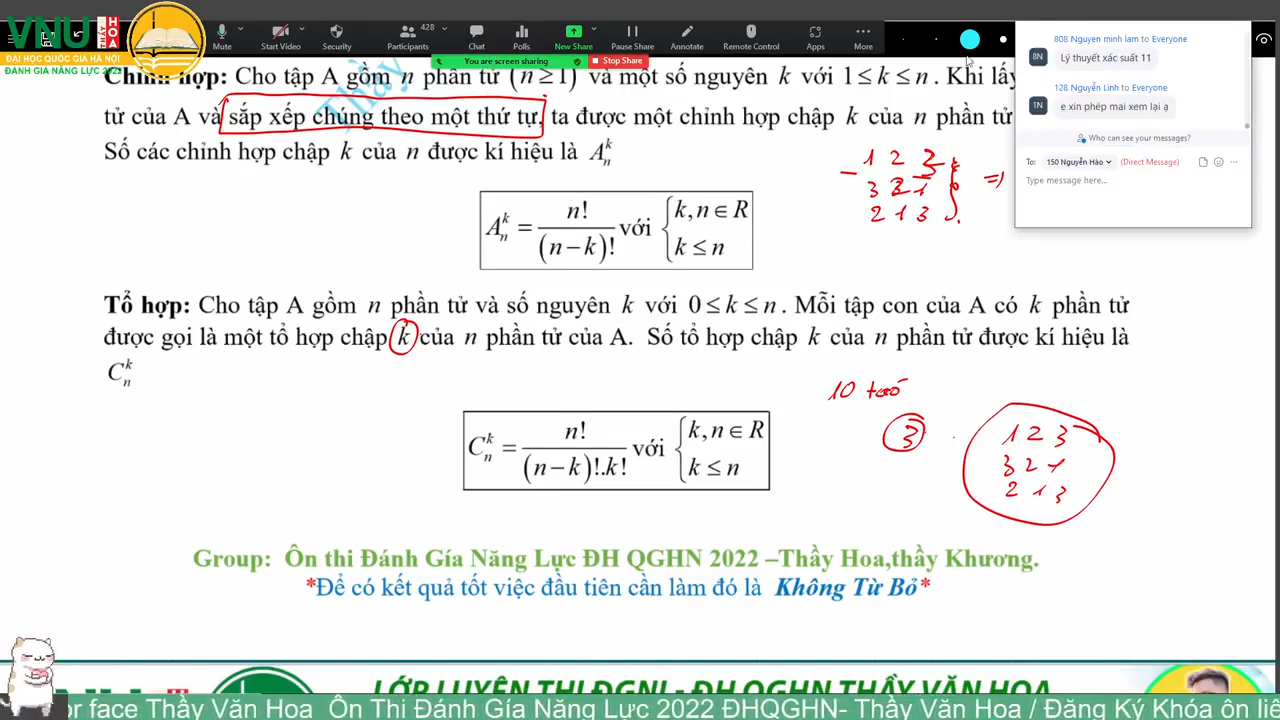 VNU HOA
ĐẠI HỌC QUỐC GIA HÀ NỘI
ĐÁNH GIÁ NĂNG LỰC 2022
Mute
Start Video
Security
Participants
428
Chat
Polls
New Share
Pause Share
Annotate
Remote Control
Apps
More
You are screen sharing
Stop Share
808 Nguyen minh lam to Everyone
BN
Lý thuyết xác suất 11
128 Nguyễn Linh to Everyone
1N
e xin phép mai xem lại ạ
Who can see your messages?
To: 150 Nguyễn Hảo (Direct Message)
Type message here...
Thầy
Chỉnh hợp: Cho tập A gồm n phần tử (n ≥ 1) và một số nguyên k với 1 ≤ k ≤ n. Khi lấy
tử của A và sắp xếp chúng theo một thứ tự, ta được một chỉnh hợp chập k của n phần tử
Số các chỉnh hợp chập k của n được kí hiệu là A_n^k
1 2 3
3 2 1
2 1 3
⇒
A_n^k = n!/(n−k)! với { k, n ∈ R
k ≤ n
Tổ hợp: Cho tập A gồm n phần tử và số nguyên k với 0 ≤ k ≤ n. Mỗi tập con của A có k phần tử
được gọi là một tổ hợp chập k của n phần tử của A. Số tổ hợp chập k của n phần tử được kí hiệu là
C_n^k
10
3
1 2 3
3 2 1
2 1 3
C_n^k = n!/(n−k)!.k! với { k, n ∈ R
k ≤ n
Group: Ôn thi Đánh Gía Năng Lực ĐH QGHN 2022 –Thầy Hoa,thầy Khương.
*Để có kết quả tốt việc đầu tiên cần làm đó là Không Từ Bỏ*
LỚP LUYỆN THI ĐGNL - ĐH QGHN THẦY VĂN HOA
or face Thầy Văn Hoa Ôn Thi Đánh Giá Năng Lực 2022 ĐHQGHN- Thầy Văn Hoa / Đăng Ký Khóa ôn liê